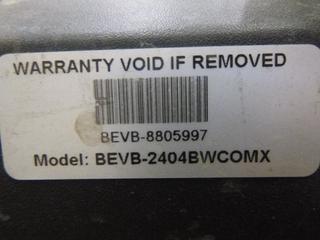 WARRANTY VOID IF REMOVED
BEVB-8805997
Model: BEVB-2404BWCOMX